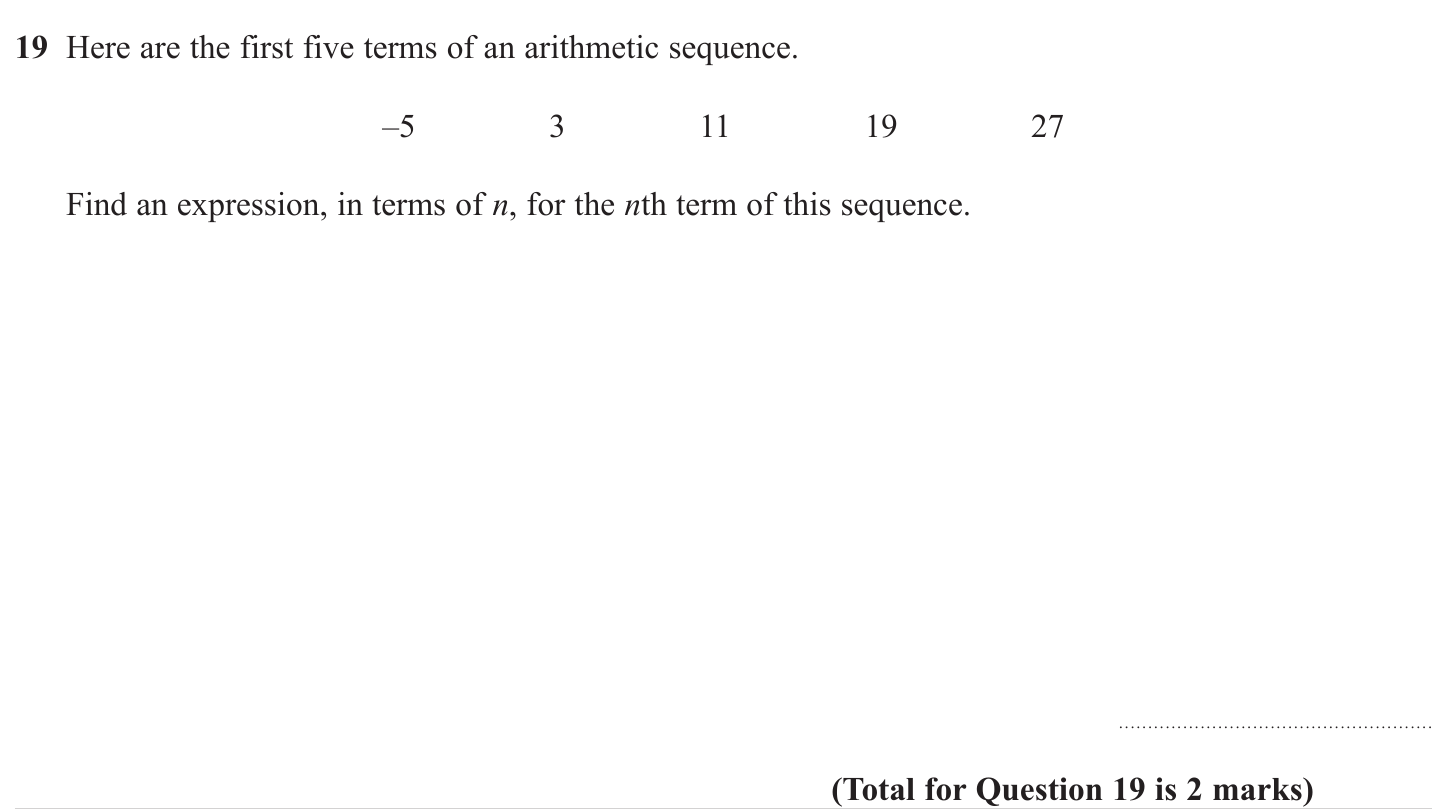 19 Here are the first five terms of an arithmetic sequence.
–5 3 11 19 27
Find an expression, in terms of n, for the nth term of this sequence.
(Total for Question 19 is 2 marks)